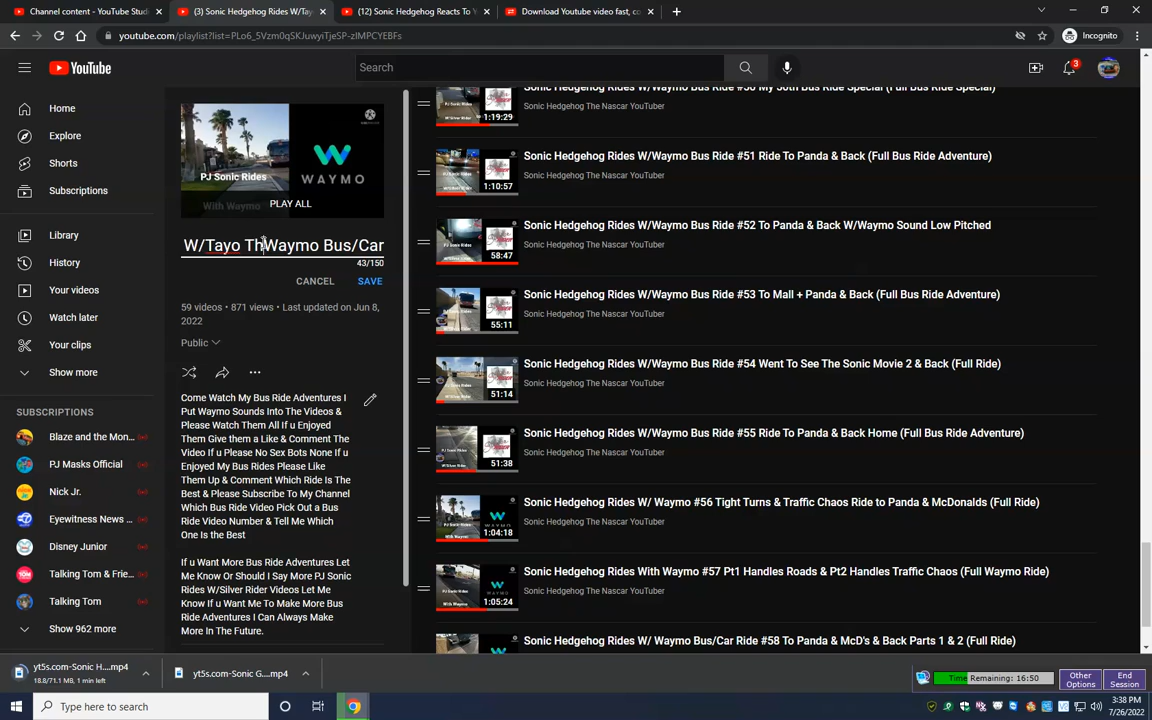 Channel content - YouTube Stud
(3) Sonic Hedgehog Rides W/Tay
(12) Sonic Hedgehog Reacts To Y
Download Youtube video fast, co
Incognito
youtube.com/playlist?list=PLo6_5Vzm0qSKJuwyiTjeSP-zlMPCYEBFs
YouTube
Search
3
Home
Explore
Shorts
Subscriptions
Library
History
Your videos
Watch later
Your clips
Show more
SUBSCRIPTIONS
Blaze and the Mon...
PJ Masks Official
Nick Jr.
Eyewitness News ...
Disney Junior
Talking Tom & Frie...
Talking Tom
Show 962 more
PJ Sonic Rides
With Waymo
WAYMO
PLAY ALL
W/Tayo ThWaymo Bus/Car
43/150
CANCEL
SAVE
59 videos • 871 views • Last updated on Jun 8,
2022
Public
Come Watch My Bus Ride Adventures I
Put Waymo Sounds Into The Videos &
Please Watch Them All If u Enjoyed
Them Give them a Like & Comment The
Video If u Please No Sex Bots None If u
Enjoyed My Bus Rides Please Like
Them Up & Comment Which Ride Is The
Best & Please Subscribe To My Channel
Which Bus Ride Video Pick Out a Bus
Ride Video Number & Tell Me Which
One Is the Best
If u Want More Bus Ride Adventures Let
Me Know Or Should I Say More PJ Sonic
Rides W/Silver Rider Videos Let Me
Know If u Want Me To Make More Bus
Ride Adventures I Can Always Make
More In The Future.
Sonic Hedgehog Rides W/Waymo Bus Ride #50 My 50th Bus Ride Special (Full Bus Ride Adventure)
Sonic Hedgehog The Nascar YouTuber
1:19:29
Sonic Hedgehog Rides W/Waymo Bus Ride #51 Ride To Panda & Back (Full Bus Ride Adventure)
Sonic Hedgehog The Nascar YouTuber
1:10:57
Sonic Hedgehog Rides W/Waymo Bus Ride #52 To Panda & Back W/Waymo Sound Low Pitched
Sonic Hedgehog The Nascar YouTuber
58:47
Sonic Hedgehog Rides W/Waymo Bus Ride #53 To Mall + Panda & Back (Full Bus Ride Adventure)
Sonic Hedgehog The Nascar YouTuber
55:11
Sonic Hedgehog Rides W/Waymo Bus Ride #54 Went To See The Sonic Movie 2 & Back (Full Ride)
Sonic Hedgehog The Nascar YouTuber
51:14
Sonic Hedgehog Rides W/Waymo Bus Ride #55 Ride To Panda & Back Home (Full Bus Ride Adventure)
Sonic Hedgehog The Nascar YouTuber
51:38
Sonic Hedgehog Rides W/ Waymo #56 Tight Turns & Traffic Chaos Ride to Panda & McDonalds (Full Ride)
Sonic Hedgehog The Nascar YouTuber
1:04:18
Sonic Hedgehog Rides With Waymo #57 Pt1 Handles Roads & Pt2 Handles Traffic Chaos (Full Waymo Ride)
Sonic Hedgehog The Nascar YouTuber
1:05:24
Sonic Hedgehog Rides W/ Waymo Bus/Car Ride #58 To Panda & McD's & Back Parts 1 & 2 (Full Ride)
yt5s.com-Sonic H....mp4
18.8/71.1 MB, 1 min left
yt5s.com-Sonic G....mp4
Time Remaining: 16:50
Other
Options
End
Session
Type here to search
3:38 PM
7/26/2022